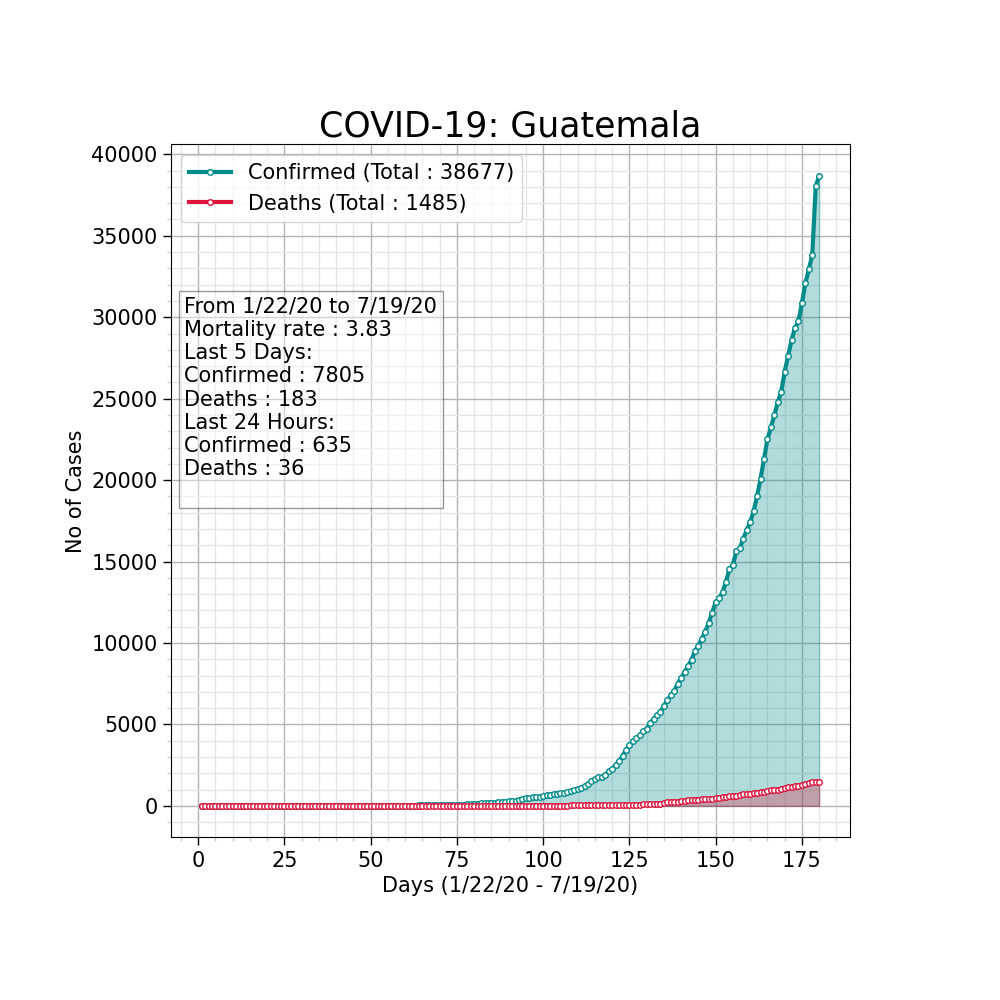 COVID-19: Guatemala
40000
35000
30000
25000
20000
15000
10000
5000
0
No of Cases
Confirmed (Total : 38677)
Deaths (Total : 1485)
From 1/22/20 to 7/19/20
Mortality rate : 3.83
Last 5 Days:
Confirmed : 7805
Deaths : 183
Last 24 Hours:
Confirmed : 635
Deaths : 36
0 25 50 75 100 125 150 175
Days (1/22/20 - 7/19/20)